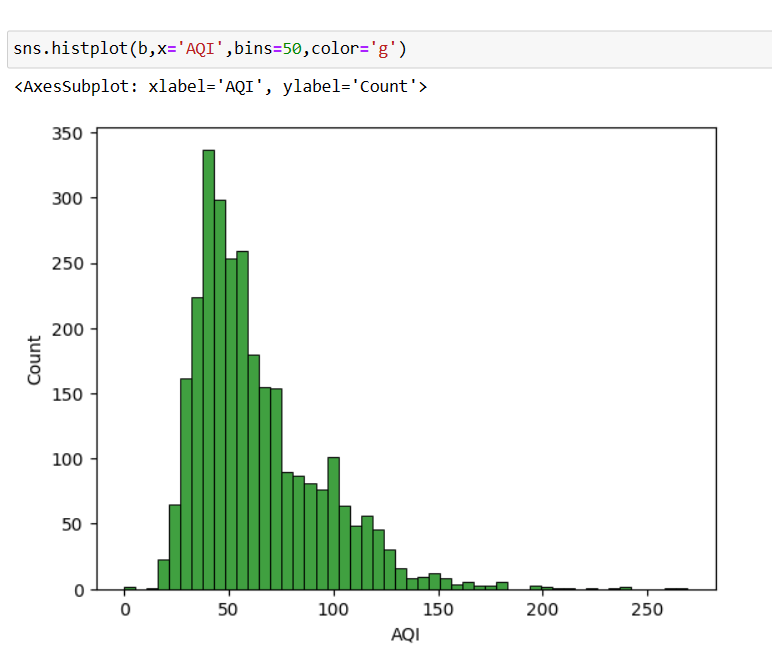 sns.histplot(b,x='AQI',bins=50,color='g')
<AxesSubplot: xlabel='AQI', ylabel='Count'>
350
300
250
200
150
100
50
0
Count
0 50 100 150 200 250
AQI